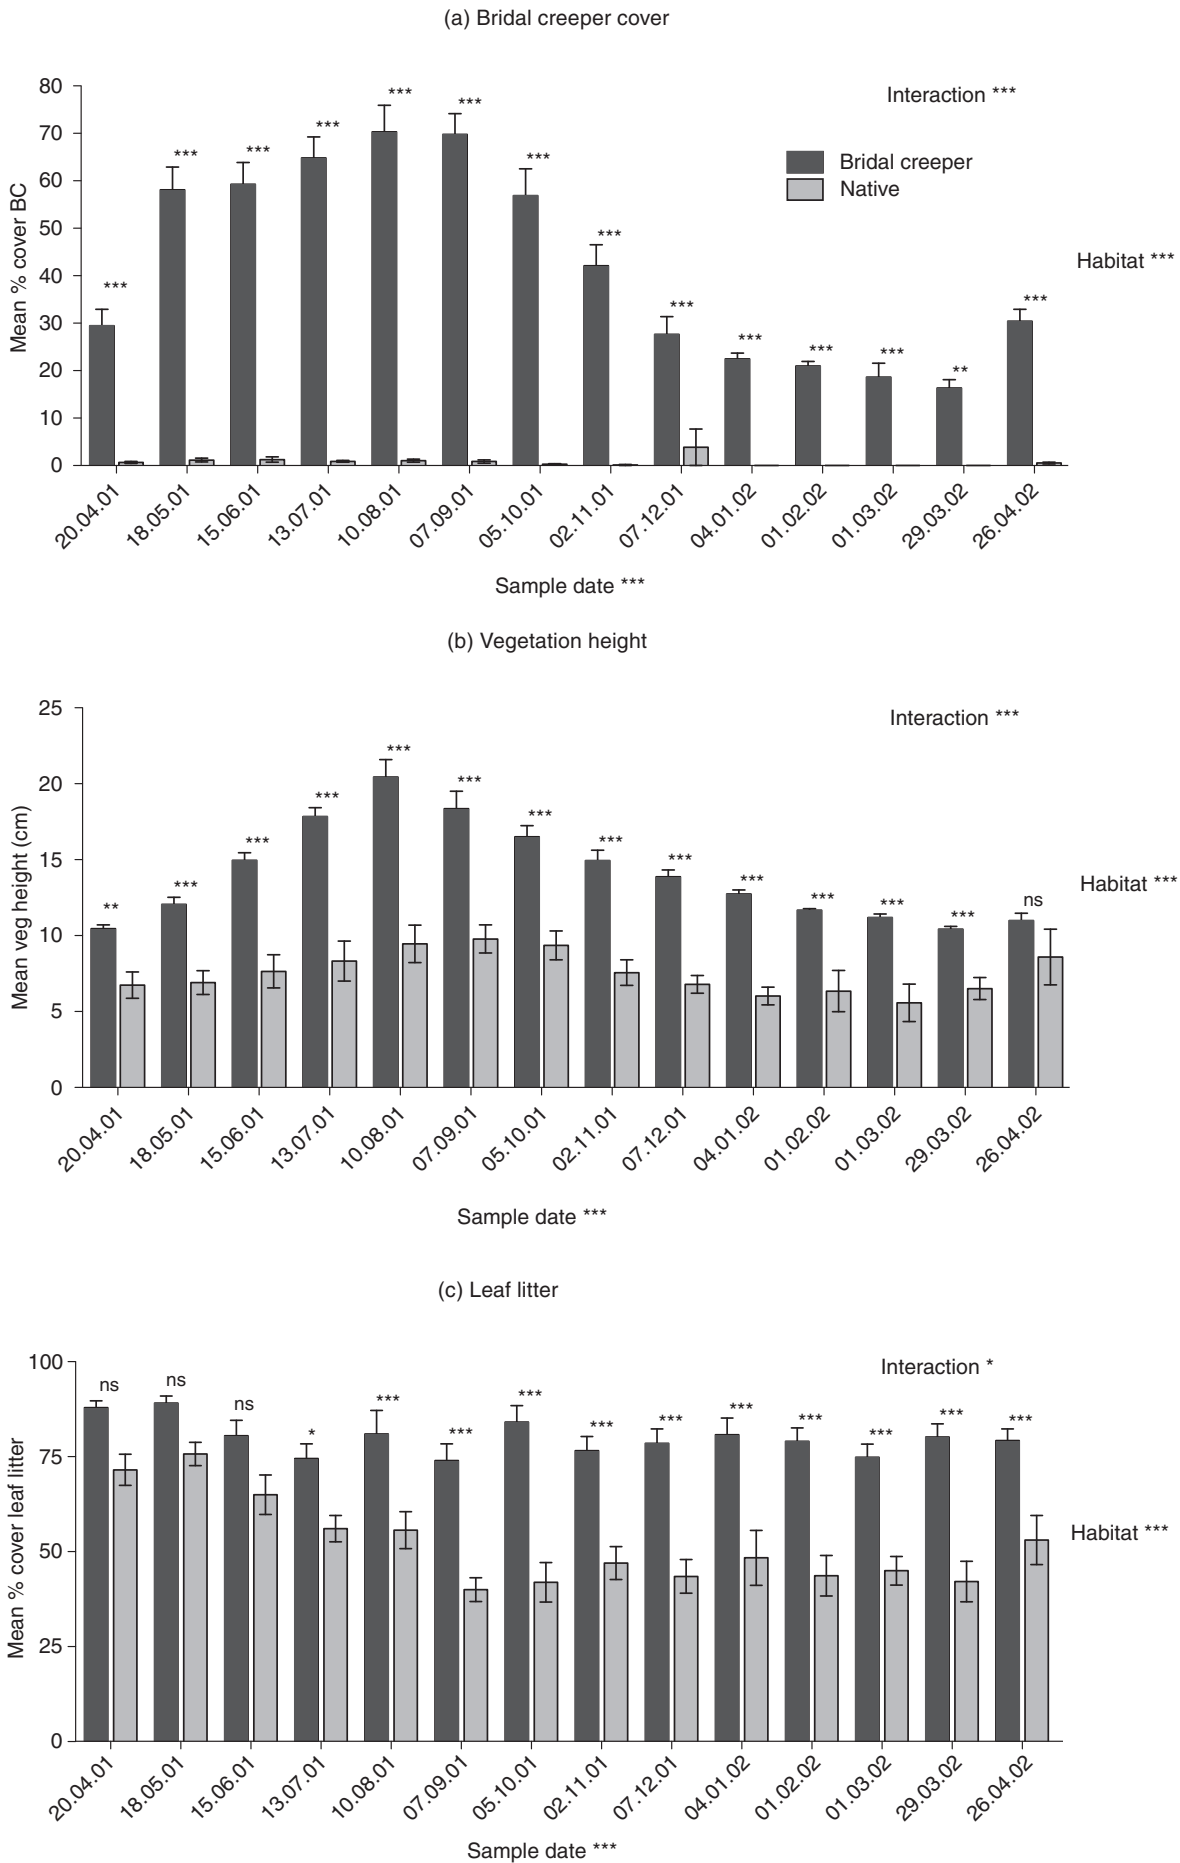 (a) Bridal creeper cover
Mean % cover BC
80
70
60
50
40
30
20
10
0
Interaction ***
Bridal creeper
Native
Habitat ***
*** *** *** *** *** *** *** *** *** *** *** *** ** ***
20.04.01 18.05.01 15.06.01 13.07.01 10.08.01 07.09.01 05.10.01 02.11.01 07.12.01 04.01.02 01.02.02 01.03.02 29.03.02 26.04.02
Sample date ***
(b) Vegetation height
Mean veg height (cm)
25
20
15
10
5
0
Interaction ***
Habitat ***
** *** *** *** *** *** *** *** *** *** *** *** *** ns
20.04.01 18.05.01 15.06.01 13.07.01 10.08.01 07.09.01 05.10.01 02.11.01 07.12.01 04.01.02 01.02.02 01.03.02 29.03.02 26.04.02
Sample date ***
(c) Leaf litter
Mean % cover leaf litter
100
75
50
25
0
Interaction *
Habitat ***
ns ns ns * *** *** *** *** *** *** *** *** *** ***
20.04.01 18.05.01 15.06.01 13.07.01 10.08.01 07.09.01 05.10.01 02.11.01 07.12.01 04.01.02 01.02.02 01.03.02 29.03.02 26.04.02
Sample date ***